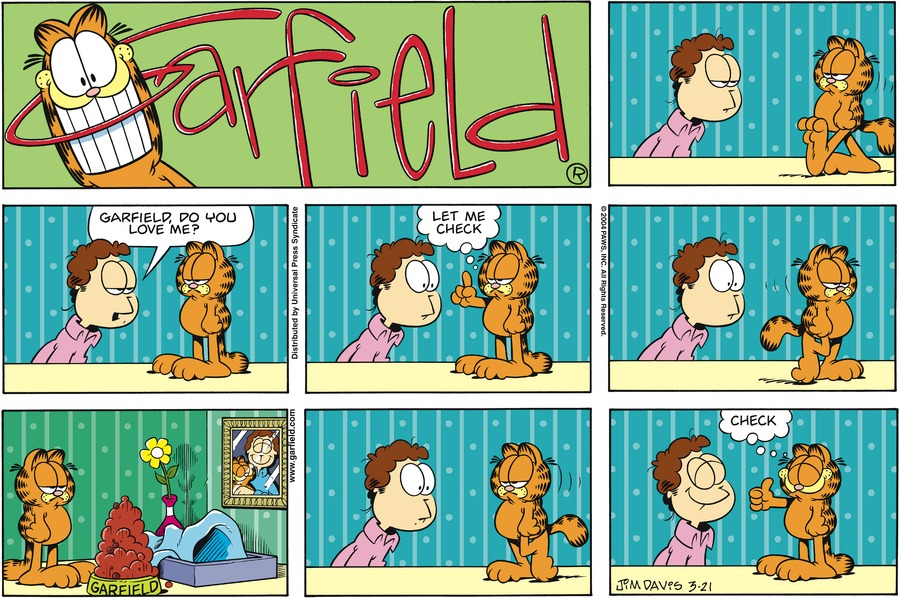 Garfield
®
GARFIELD, DO YOU
LOVE ME?
Distributed by Universal Press Syndicate
LET ME
CHECK
© 2004 PAWS, INC. All Rights Reserved.
GARFIELD
www.garfield.com
CHECK
JIM DAVIS 3·21